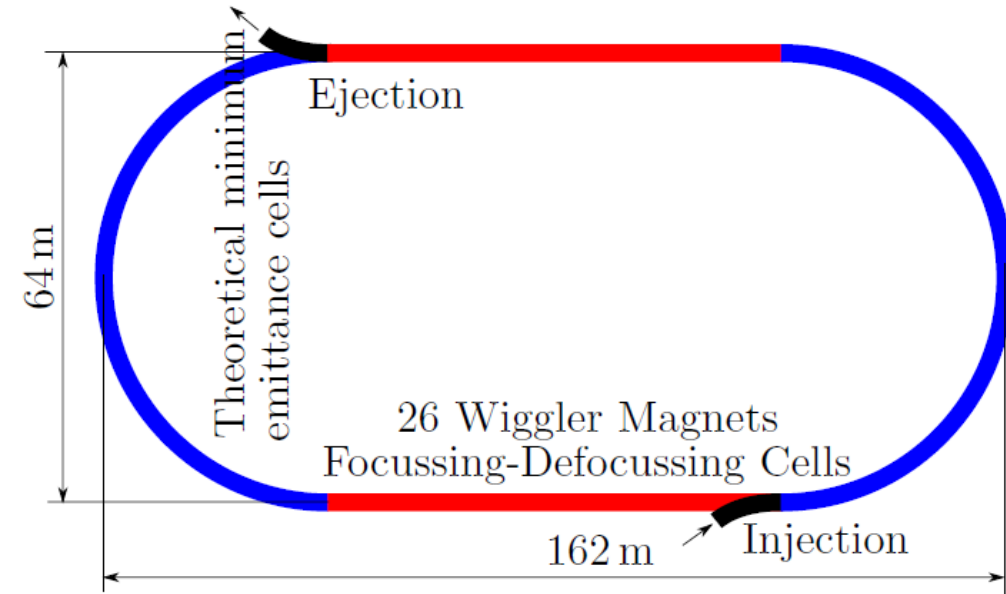 Ejection
Theoretical minimum
emittance cells
64 m
26 Wiggler Magnets
Focussing-Defocussing Cells
162 m
Injection